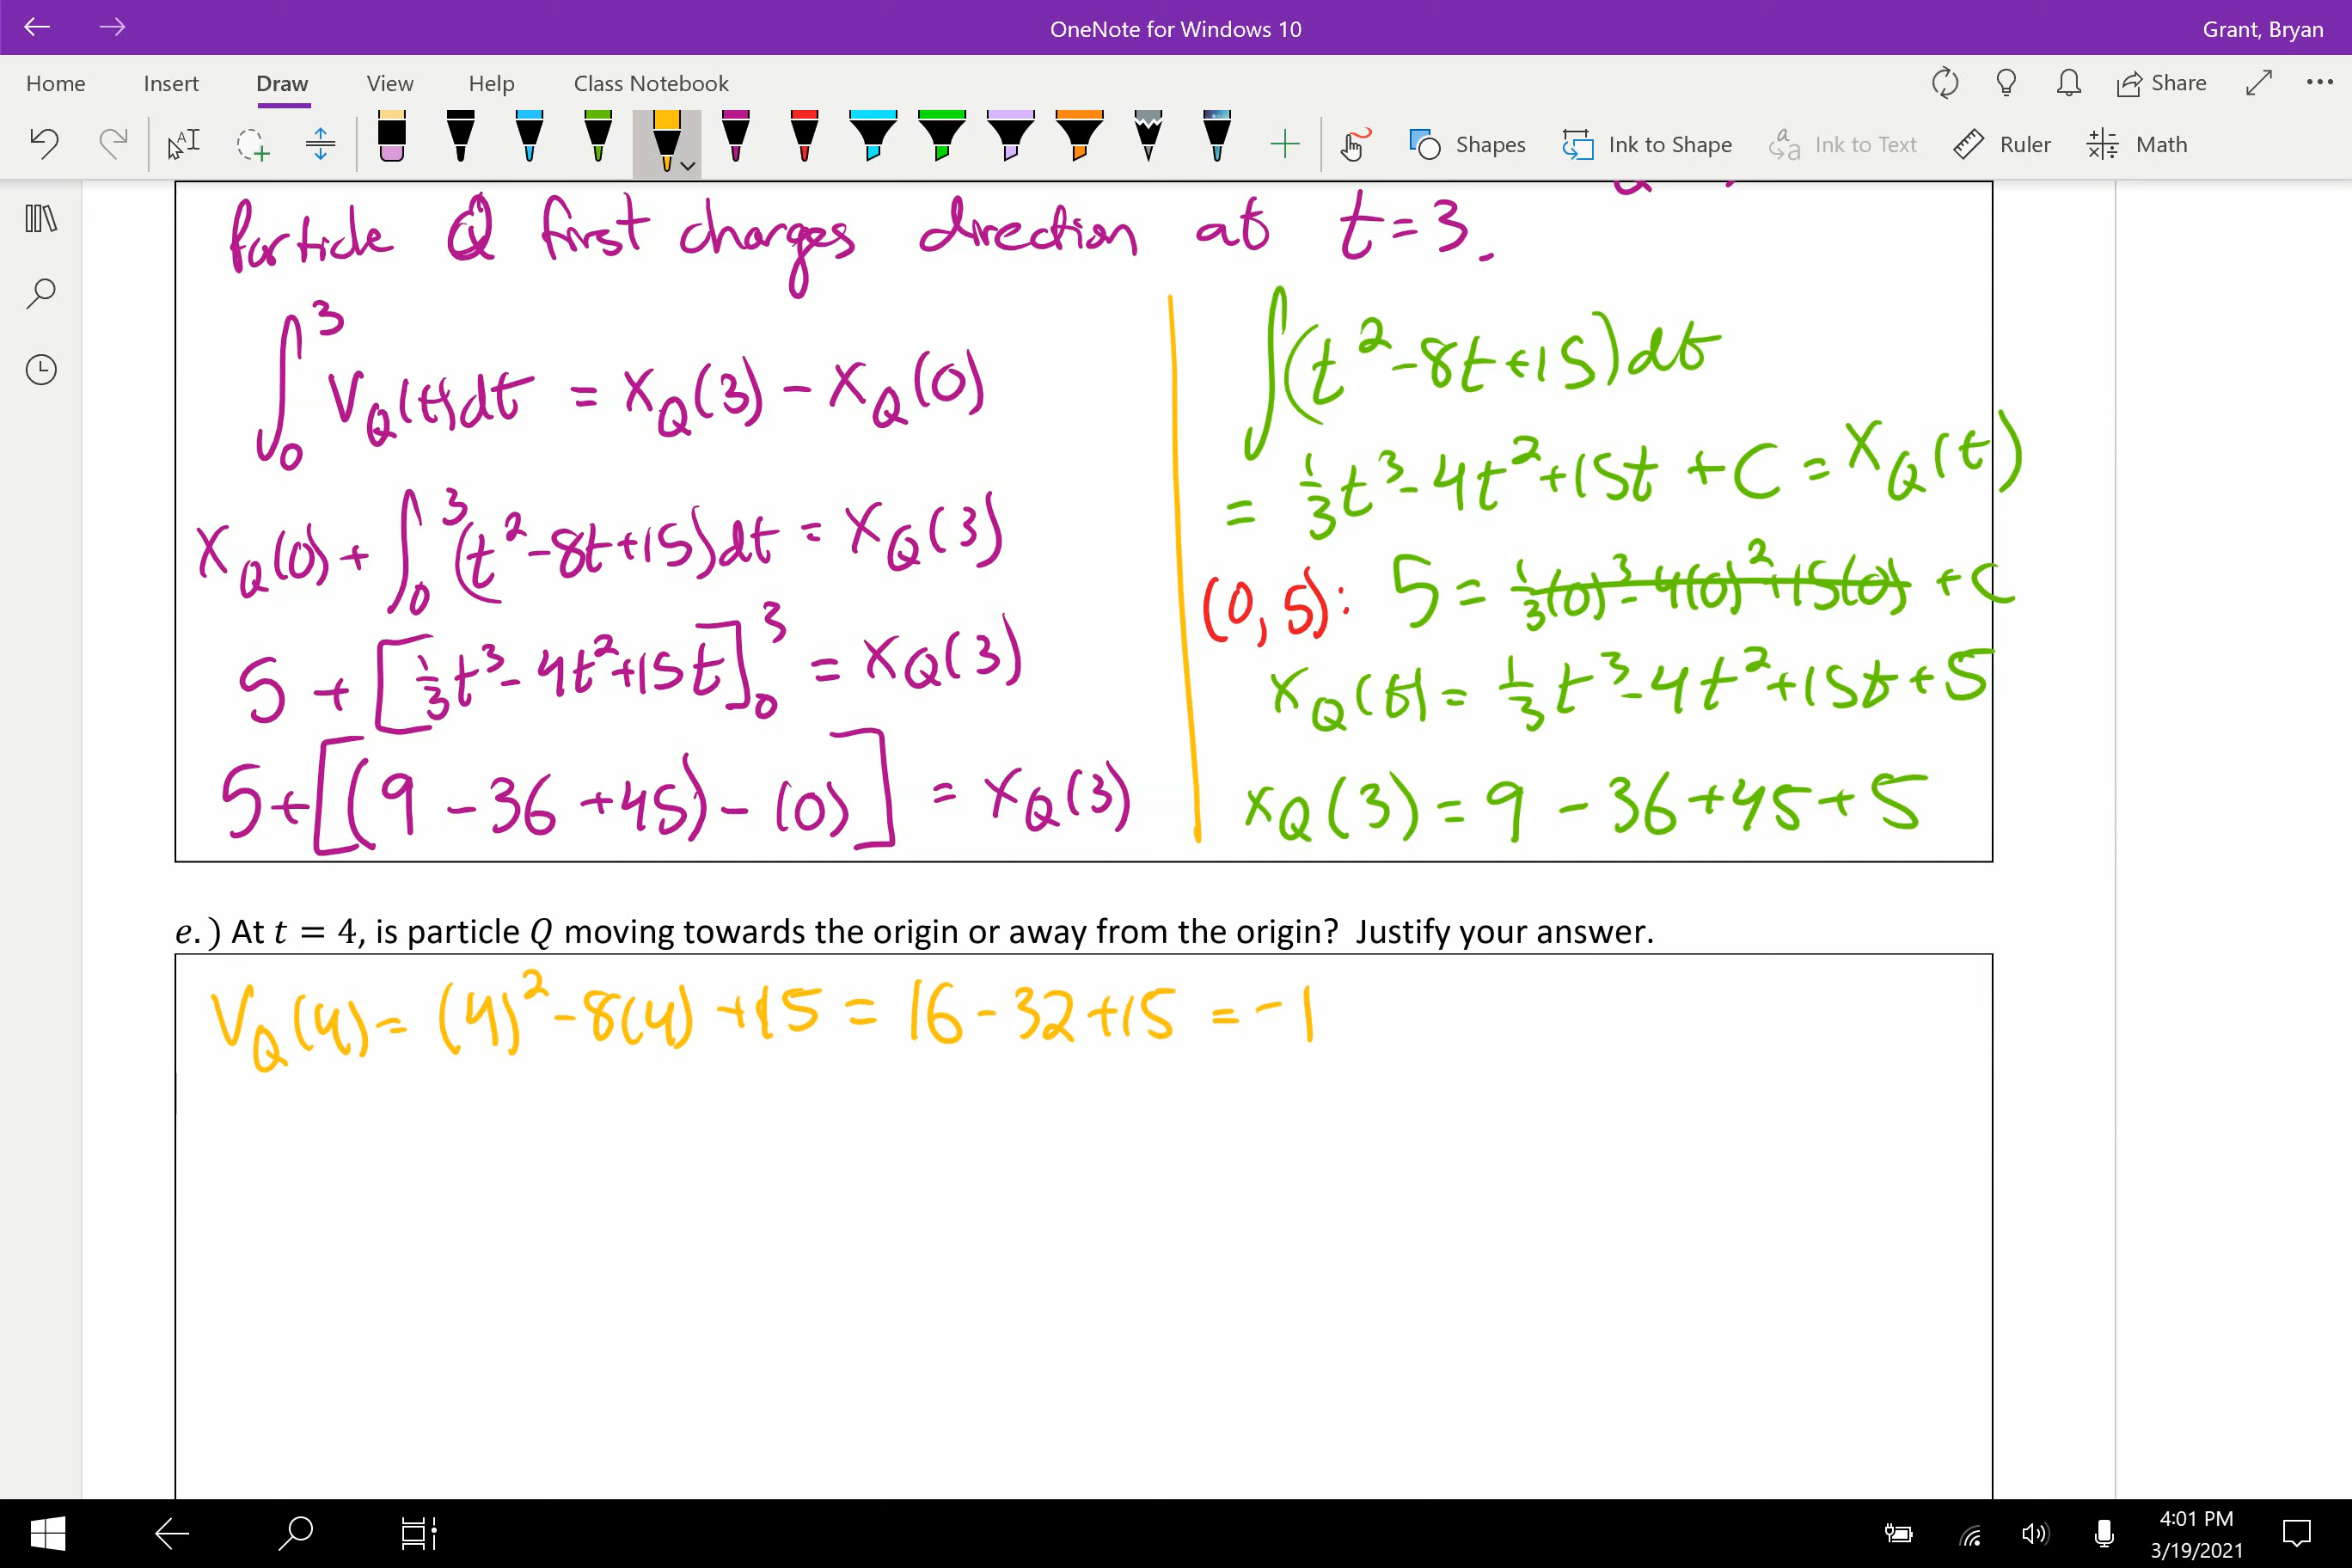 OneNote for Windows 10
Grant, Bryan
Home Insert Draw View Help Class Notebook
Share
Shapes Ink to Shape Ink to Text Ruler Math
Particle Q first changes direction at t=3.
∫₀³ V_Q(t)dt = X_Q(3) - X_Q(0)
X_Q(0) + ∫₀³ (t²-8t+15)dt = X_Q(3)
5 + [⅓t³-4t²+15t]₀³ = X_Q(3)
5+[(9-36+45)-(0)] = X_Q(3)
∫(t²-8t+15)dt
= ⅓t³-4t²+15t+C = X_Q(t)
(0,5): 5 = ⅓(0)³-4(0)²+15(0)+C
X_Q(t) = ⅓t³-4t²+15t+5
X_Q(3) = 9-36+45+5
e.) At t = 4, is particle Q moving towards the origin or away from the origin? Justify your answer.
V_Q(4) = (4)²-8(4)+15 = 16-32+15 = -1
4:01 PM
3/19/2021